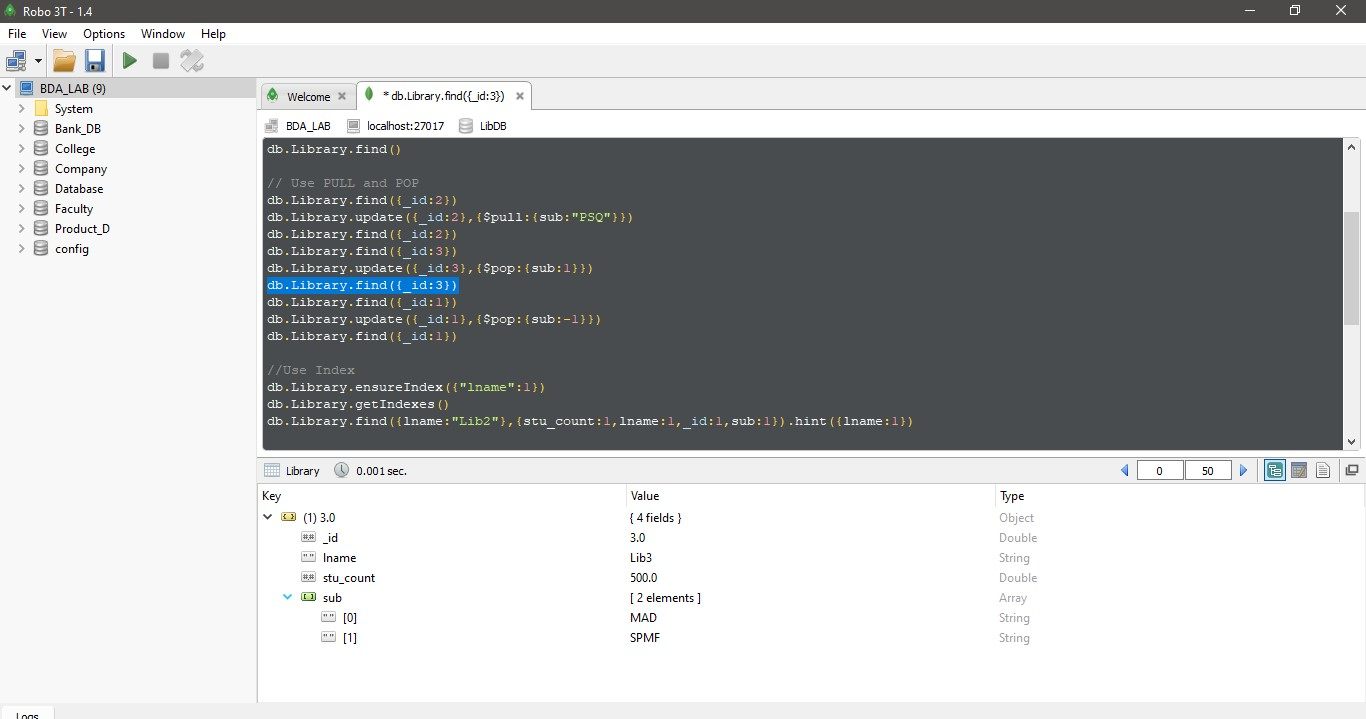 Robo 3T - 1.4
File View Options Window Help
BDA_LAB (9)
System
Bank_DB
College
Company
Database
Faculty
Product_D
config
Welcome
* db.Library.find({_id:3})
BDA_LAB localhost:27017 LibDB
db.Library.find()
// Use PULL and POP
db.Library.find({_id:2})
db.Library.update({_id:2},{$pull:{sub:"PSQ"}})
db.Library.find({_id:2})
db.Library.find({_id:3})
db.Library.update({_id:3},{$pop:{sub:1}})
db.Library.find({_id:3})
db.Library.find({_id:1})
db.Library.update({_id:1},{$pop:{sub:-1}})
db.Library.find({_id:1})
//Use Index
db.Library.ensureIndex({"lname":1})
db.Library.getIndexes()
db.Library.find({lname:"Lib2"},{stu_count:1,lname:1,_id:1,sub:1}).hint({lname:1})
Library 0.001 sec. 0 50
Key Value Type
(1) 3.0 { 4 fields } Object
_id 3.0 Double
lname Lib3 String
stu_count 500.0 Double
sub [ 2 elements ] Array
[0] MAD String
[1] SPMF String
Logs